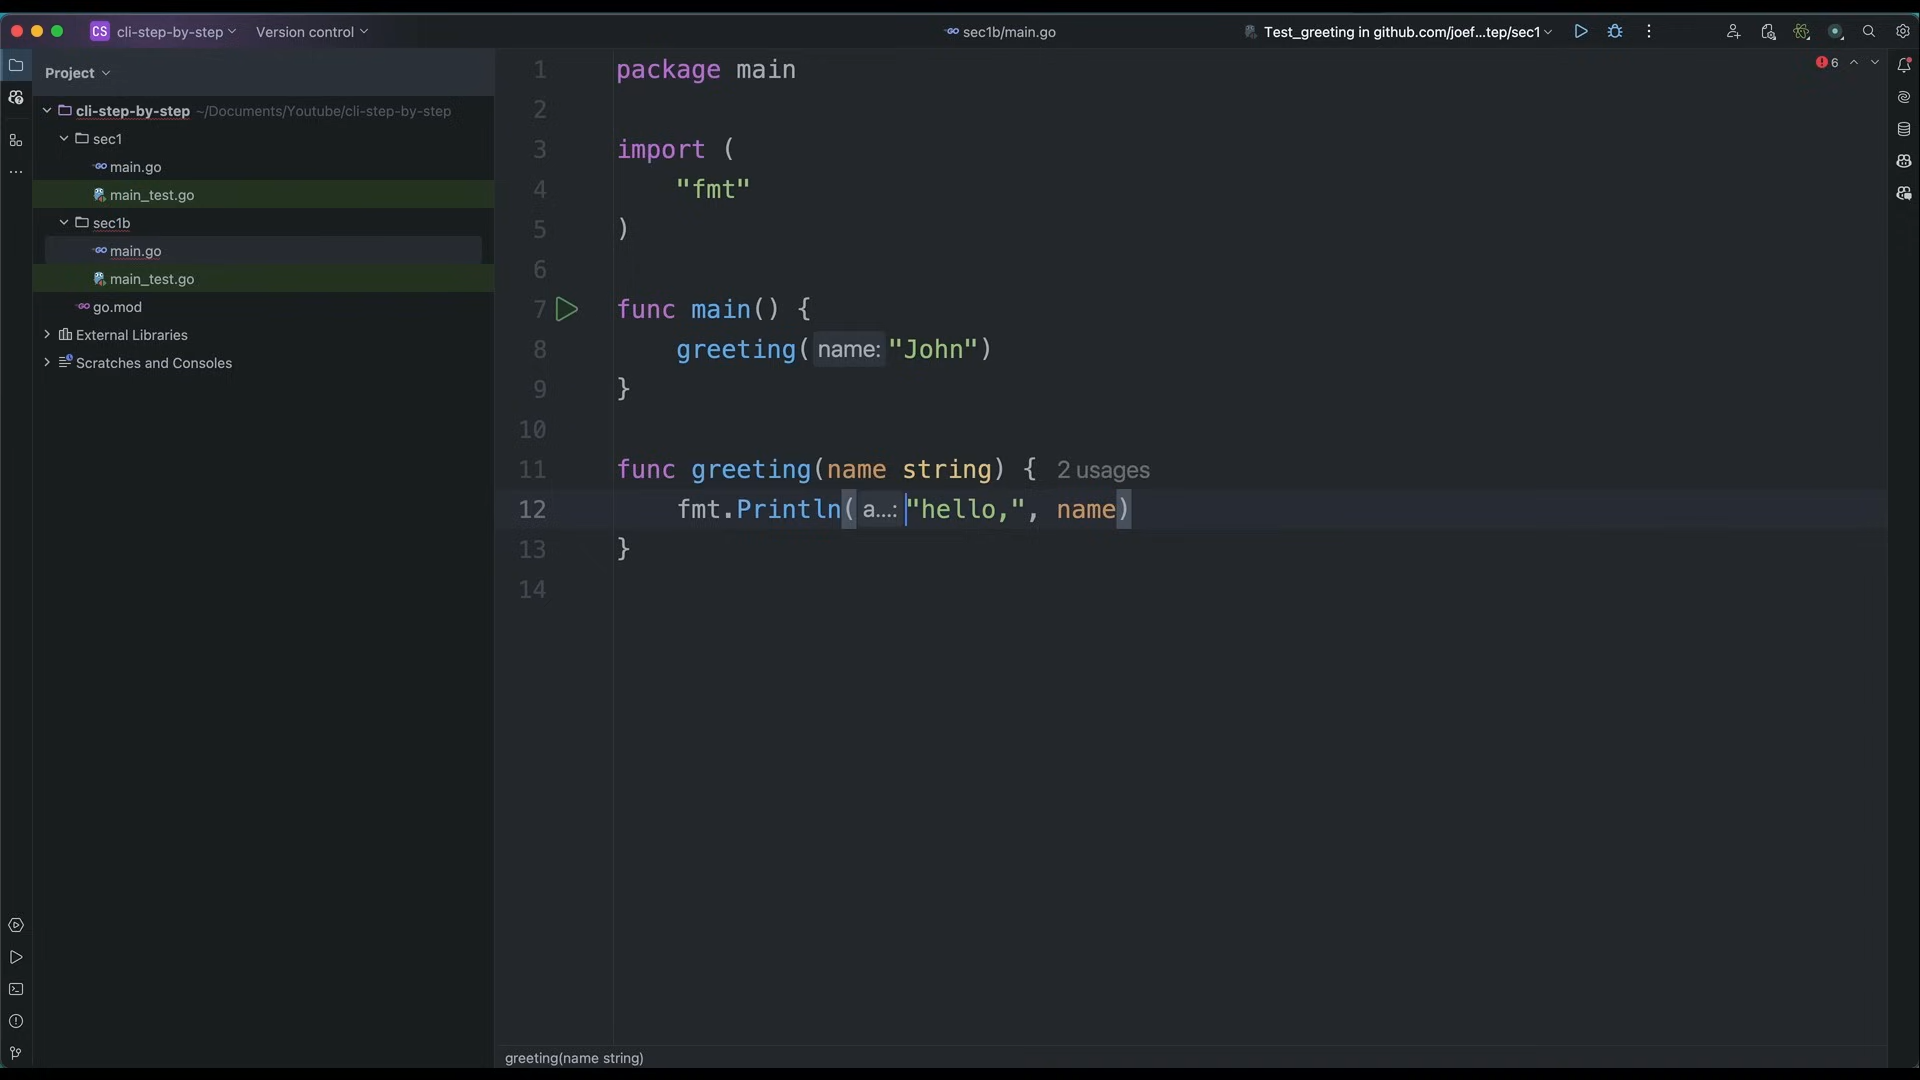 CS cli-step-by-step Version control sec1b/main.go Test_greeting in github.com/joef...tep/sec1
Project
cli-step-by-step ~/Documents/Youtube/cli-step-by-step
sec1
main.go
main_test.go
sec1b
main.go
main_test.go
go.mod
External Libraries
Scratches and Consoles
6
1 package main
2
3 import (
4 "fmt"
5 )
6
7 func main() {
8 greeting(name: "John")
9 }
10
11 func greeting(name string) { 2 usages
12 fmt.Println(a...: "hello,", name)
13 }
14
greeting(name string)